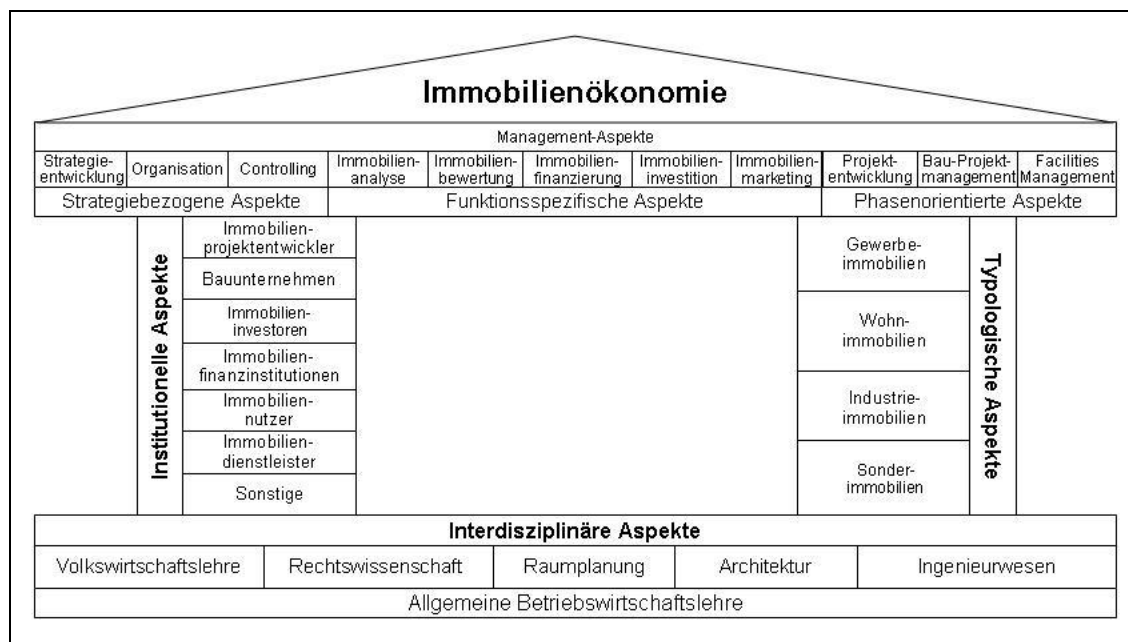 Immobilienökonomie
Management-Aspekte
Strategie-
entwicklung
Organisation
Controlling
Immobilien-
analyse
Immobilien-
bewertung
Immobilien-
finanzierung
Immobilien-
investition
Immobilien-
marketing
Projekt-
entwicklung
Bau-Projekt-
management
Facilities
Management
Strategiebezogene Aspekte
Funktionsspezifische Aspekte
Phasenorientierte Aspekte
Institutionelle Aspekte
Immobilien-
projektentwickler
Bauunternehmen
Immobilien-
investoren
Immobilien-
finanzinstitutionen
Immobilien-
nutzer
Immobilien-
dienstleister
Sonstige
Gewerbe-
immobilien
Wohn-
immobilien
Industrie-
immobilien
Sonder-
immobilien
Typologische Aspekte
Interdisziplinäre Aspekte
Volkswirtschaftslehre
Rechtswissenschaft
Raumplanung
Architektur
Ingenieurwesen
Allgemeine Betriebswirtschaftslehre